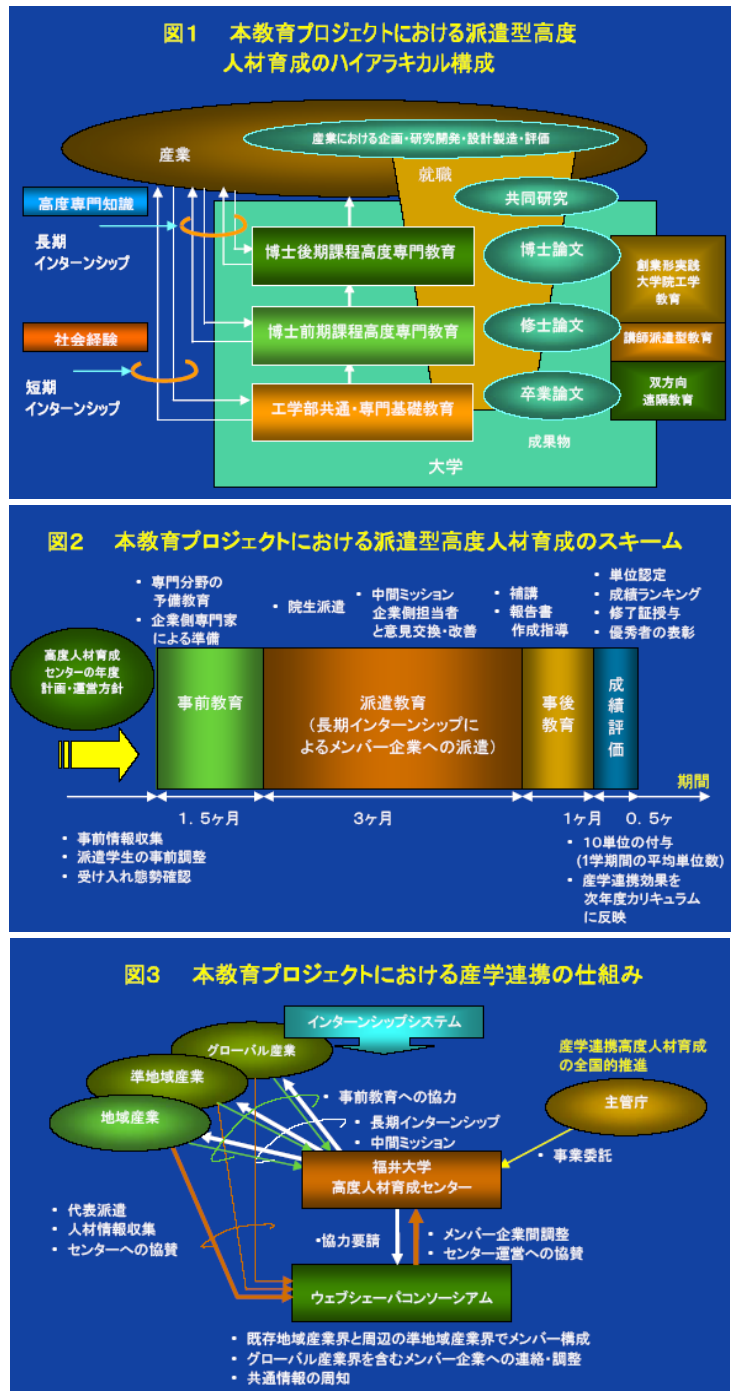 図1　本教育プロジェクトにおける派遣型高度
人材育成のハイアラキカル構成
産業における企画・研究開発・設計製造・評価
産業
就職
共同研究
高度専門知識
長期
インターンシップ
博士後期課程高度専門教育
博士論文
創業形実践
大学院工学
教育
博士前期課程高度専門教育
修士論文
講師派遣型教育
社会経験
短期
インターンシップ
工学部共通・専門基礎教育
卒業論文
双方向
遠隔教育
成果物
大学
図2　本教育プロジェクトにおける派遣型高度人材育成のスキーム
・専門分野の
予備教育
・企業側専門家
による準備
・院生派遣
・中間ミッション
企業側担当者
と意見交換・改善
・補講
・報告書
作成指導
・単位認定
・成績ランキング
・修了証授与
・優秀者の表彰
高度人材育成
センターの年度
計画・運営方針
事前教育
派遣教育
(長期インターンシップに
よるメンバー企業への派遣)
事後
教育
成績評価
期間
1.5ヶ月
3ヶ月
1ヶ月
0.5ヶ
・事前情報収集
・派遣学生の事前調整
・受け入れ態勢確認
・10単位の付与
(1学期間の平均単位数)
・産学連携効果を
次年度カリキュラム
に反映
図3　本教育プロジェクトにおける産学連携の仕組み
インターンシップシステム
グローバル産業
準地域産業
地域産業
産学連携高度人材育成
の全国的推進
主管庁
・事前教育への協力
・長期インターンシップ
・中間ミッション
・事業委託
福井大学
高度人材育成センター
・代表派遣
・人材情報収集
・センターへの協賛
・協力要請
・メンバー企業間調整
・センター運営への協賛
ウェブシェーパコンソーシアム
・既存地域産業界と周辺の準地域産業界でメンバー構成
・グローバル産業界を含むメンバー企業への連絡・調整
・共通情報の周知